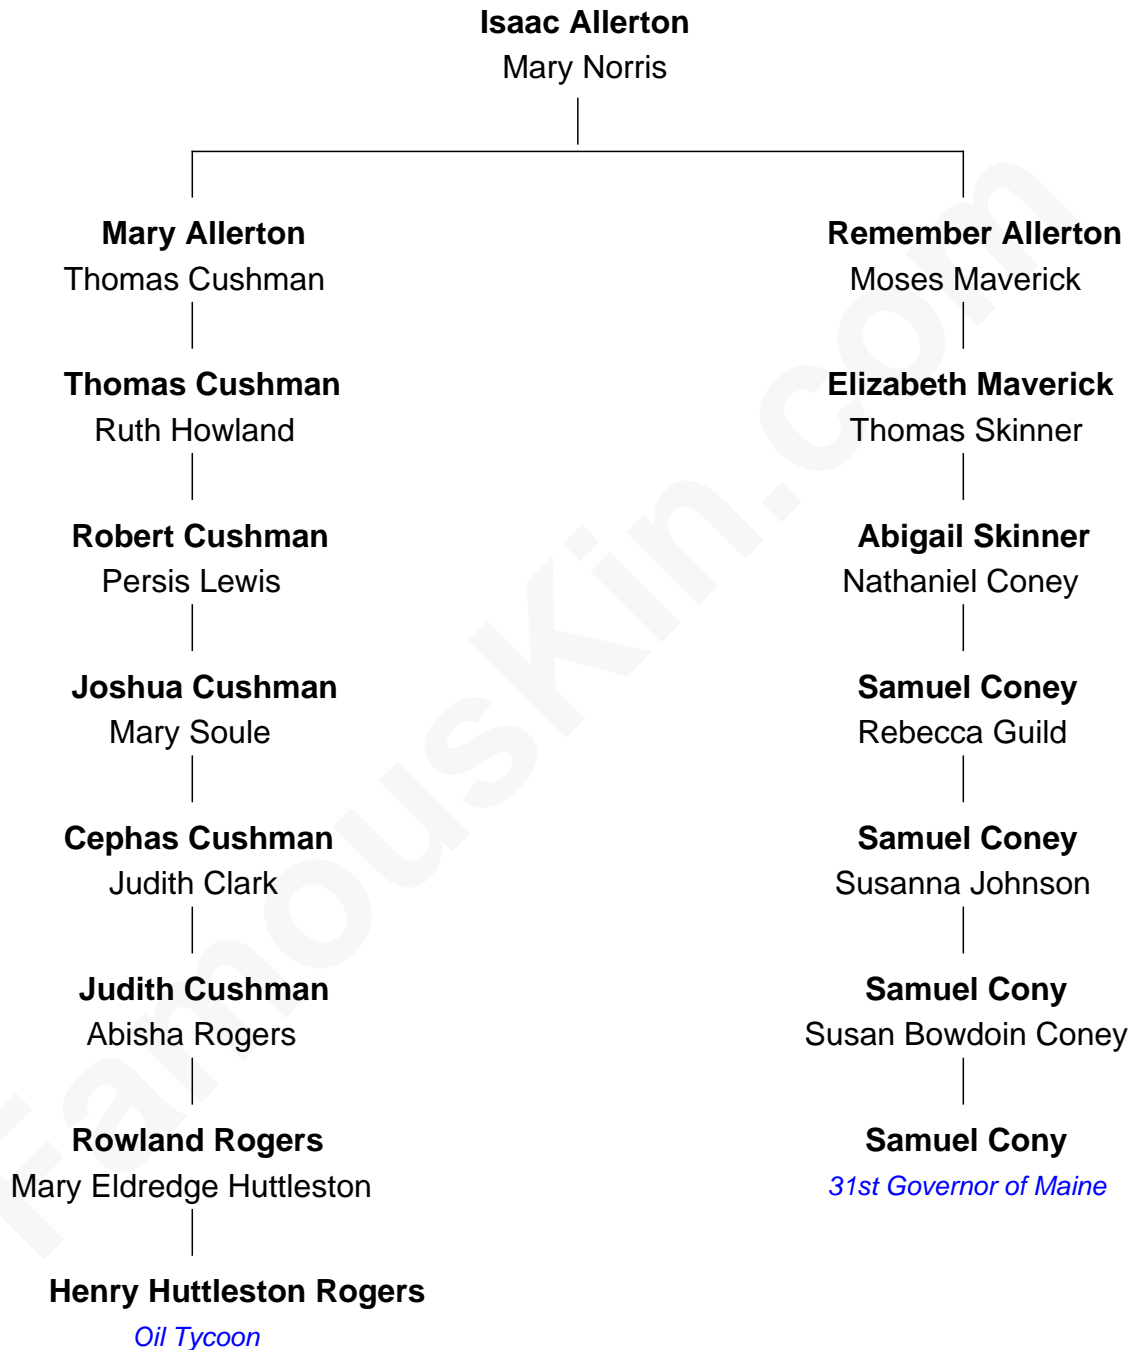 Isaac Allerton
Mary Norris
Mary Allerton
Thomas Cushman
Remember Allerton
Moses Maverick
Thomas Cushman
Ruth Howland
Elizabeth Maverick
Thomas Skinner
Robert Cushman
Persis Lewis
Abigail Skinner
Nathaniel Coney
Joshua Cushman
Mary Soule
Samuel Coney
Rebecca Guild
Cephas Cushman
Judith Clark
Samuel Coney
Susanna Johnson
Judith Cushman
Abisha Rogers
Samuel Cony
Susan Bowdoin Coney
Rowland Rogers
Mary Eldredge Huttleston
Samuel Cony
31st Governor of Maine
Henry Huttleston Rogers
Oil Tycoon
FamousKin.com